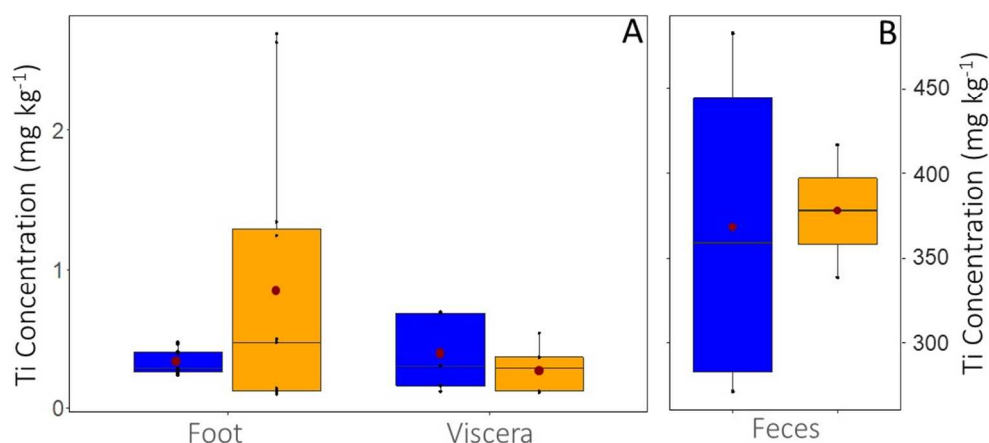 A
B
Ti Concentration (mg kg⁻¹)
2
1
0
Foot
Viscera
450
400
350
300
Feces
Ti Concentration (mg kg⁻¹)